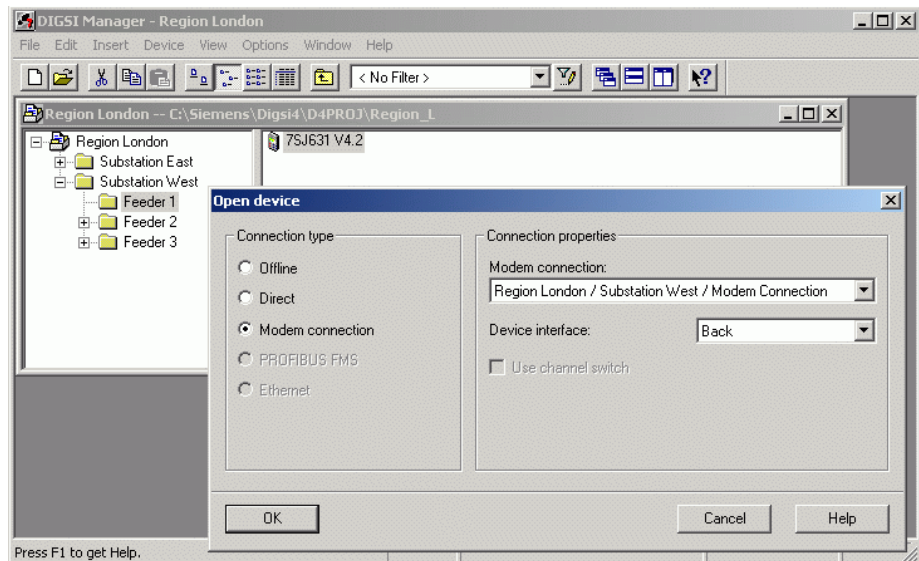 DIGSI Manager - Region London
File Edit Insert Device View Options Window Help
< No Filter >
Region London -- C:\Siemens\Digsi4\D4PROJ\Region_L
Region London
Substation East
Substation West
Feeder 1
Feeder 2
Feeder 3
7SJ631 V4.2
Open device
Connection type
Offline
Direct
Modem connection
PROFIBUS FMS
Ethernet
Connection properties
Modem connection:
Region London / Substation West / Modem Connection
Device interface: Back
Use channel switch
OK Cancel Help
Press F1 to get Help.